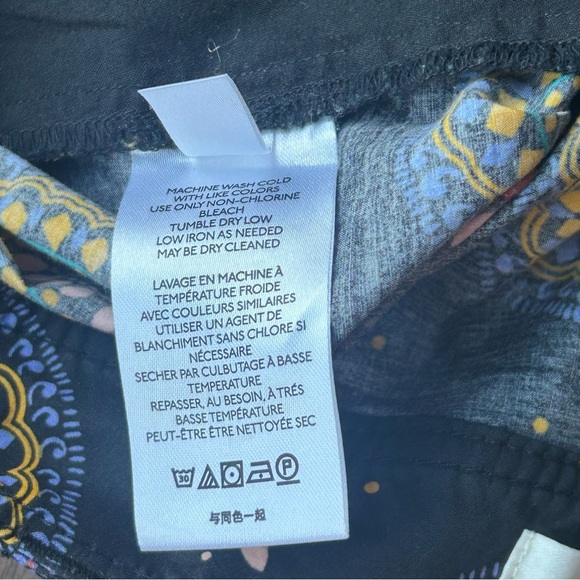 MACHINE WASH COLD
WITH LIKE COLORS
USE ONLY NON-CHLORINE
BLEACH
TUMBLE DRY LOW
LOW IRON AS NEEDED
MAY BE DRY CLEANED
LAVAGE EN MACHINE À
TEMPÉRATURE FROIDE
AVEC COULEURS SIMILAIRES
UTILISER UN AGENT DE
BLANCHIMENT SANS CHLORE SI
NÉCESSAIRE
SECHER PAR CULBUTAGE À BASSE
TEMPERATURE
REPASSER, AU BESOIN, À TRÉS
BASSE TEMPÉRATURE
PEUT-ÊTRE NETTOYÉE SEC
30 P
与同色一起